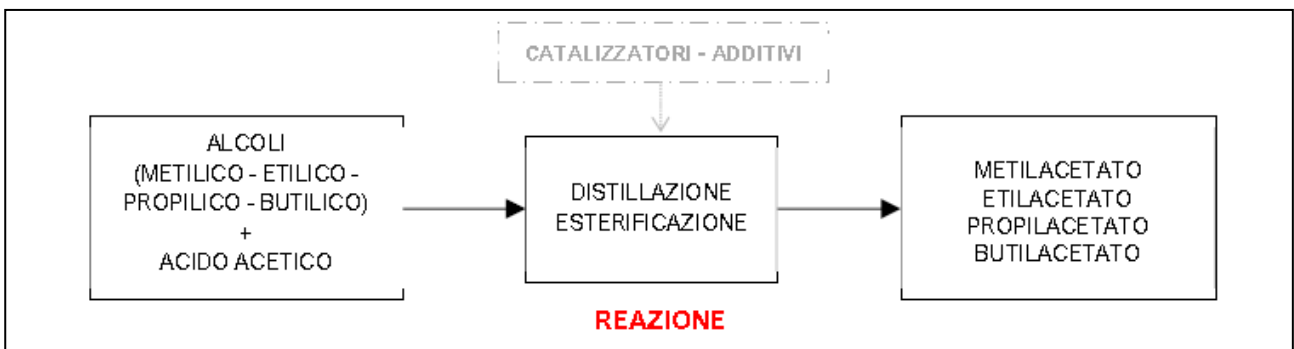 CATALIZZATORI - ADDITIVI
ALCOLI
(METILICO - ETILICO -
PROPILICO - BUTILICO)
+
ACIDO ACETICO
DISTILLAZIONE
ESTERIFICAZIONE
METILACETATO
ETILACETATO
PROPILACETATO
BUTILACETATO
REAZIONE